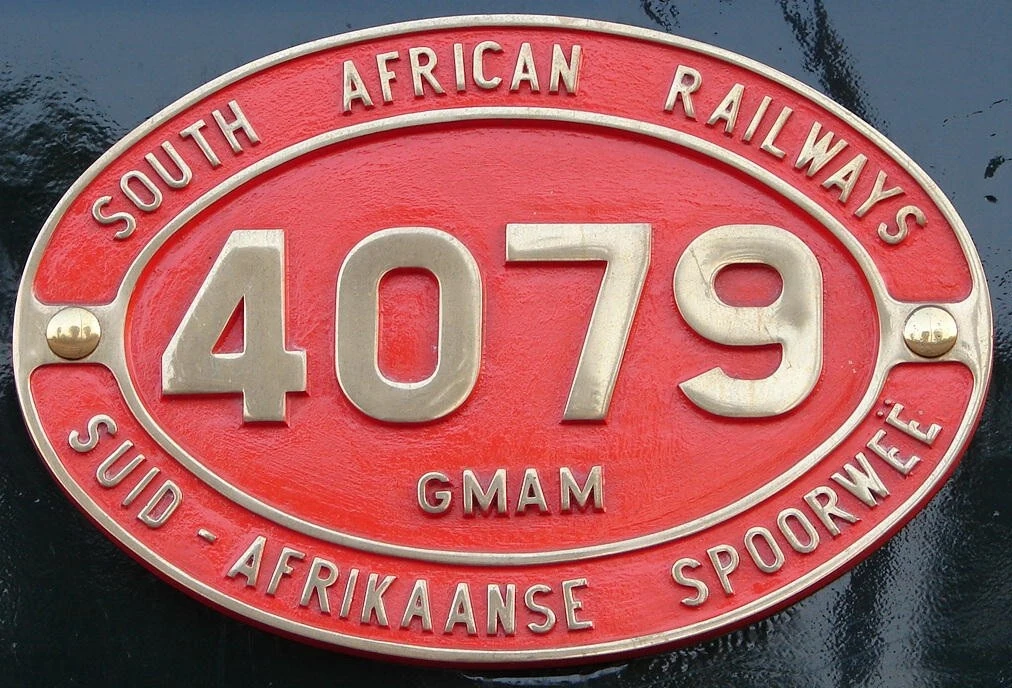 SOUTH AFRICAN RAILWAYS
4079
GMAM
SUID - AFRIKAANSE SPOORWEË